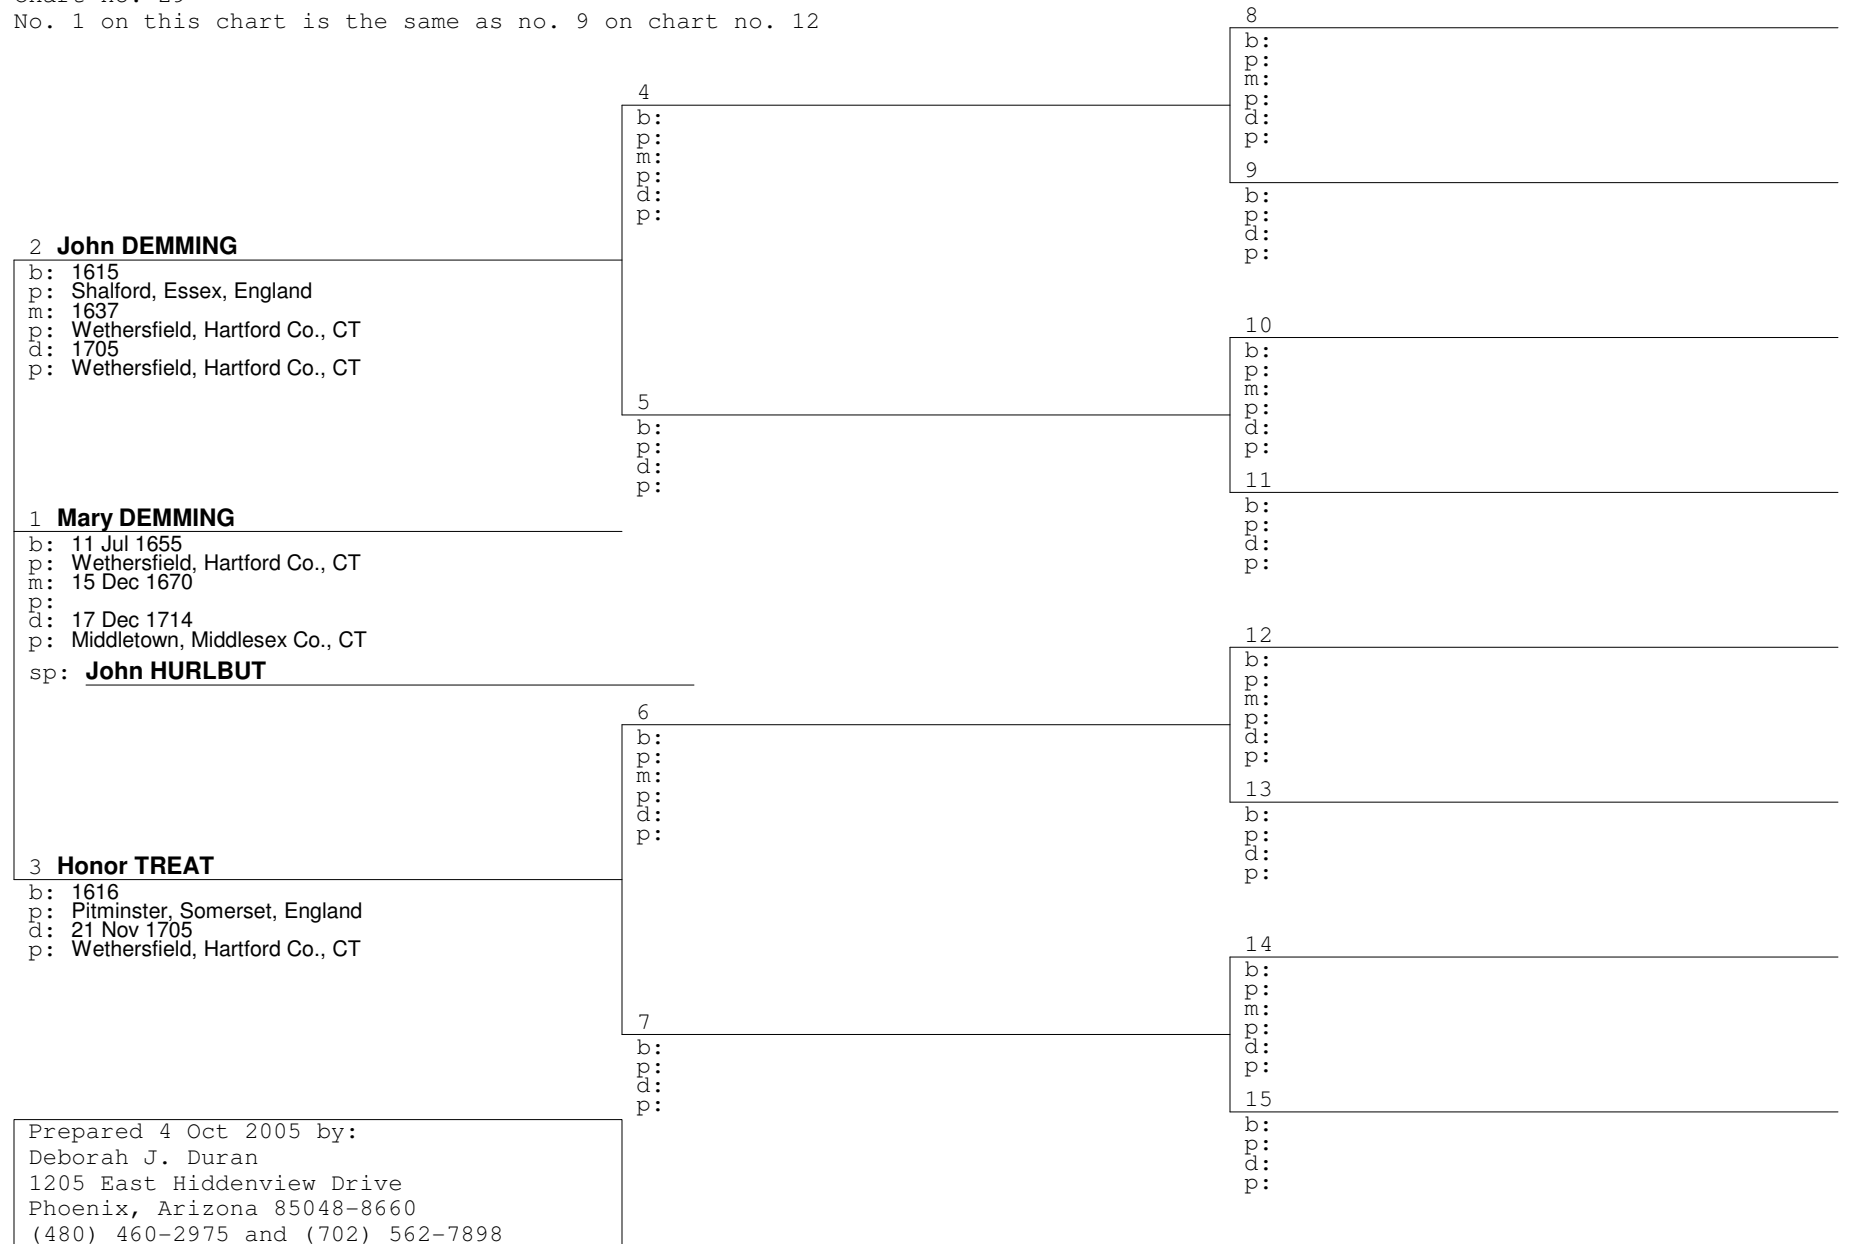 Chart no. 29
No. 1 on this chart is the same as no. 9 on chart no. 12
8
b:
p:
m:
p:
d:
p:
4
b:
p:
m:
p:
d:
p:
9
b:
p:
d:
p:
2 John DEMMING
b: 1615
p: Shalford, Essex, England
m: 1637
p: Wethersfield, Hartford Co., CT
d: 1705
p: Wethersfield, Hartford Co., CT
10
b:
p:
m:
p:
d:
p:
5
b:
p:
d:
p:
11
b:
p:
d:
p:
1 Mary DEMMING
b: 11 Jul 1655
p: Wethersfield, Hartford Co., CT
m: 15 Dec 1670
p:
d: 17 Dec 1714
p: Middletown, Middlesex Co., CT
sp: John HURLBUT
12
b:
p:
m:
p:
d:
p:
6
b:
p:
m:
p:
d:
p:
13
b:
p:
d:
p:
3 Honor TREAT
b: 1616
p: Pitminster, Somerset, England
d: 21 Nov 1705
p: Wethersfield, Hartford Co., CT
14
b:
p:
m:
p:
d:
p:
7
b:
p:
d:
p:
15
b:
p:
d:
p:
Prepared 4 Oct 2005 by:
Deborah J. Duran
1205 East Hiddenview Drive
Phoenix, Arizona 85048-8660
(480) 460-2975 and (702) 562-7898